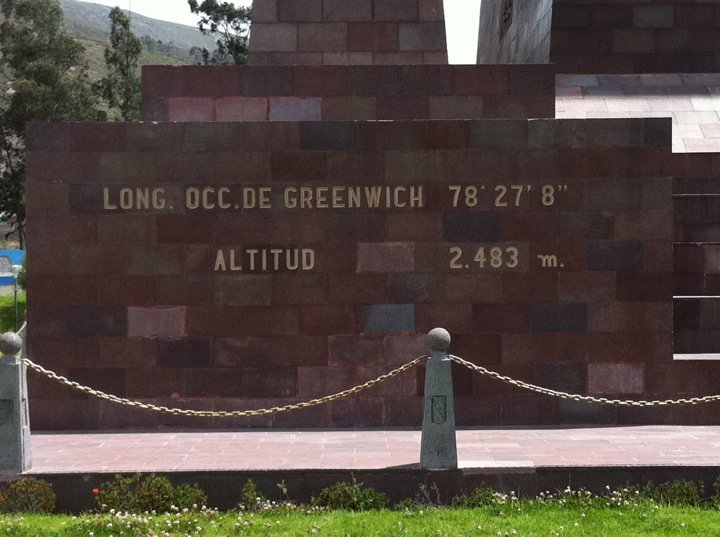 LONG. OCC.DE GREENWICH 78' 27' 8"
ALTITUD 2.483 m.